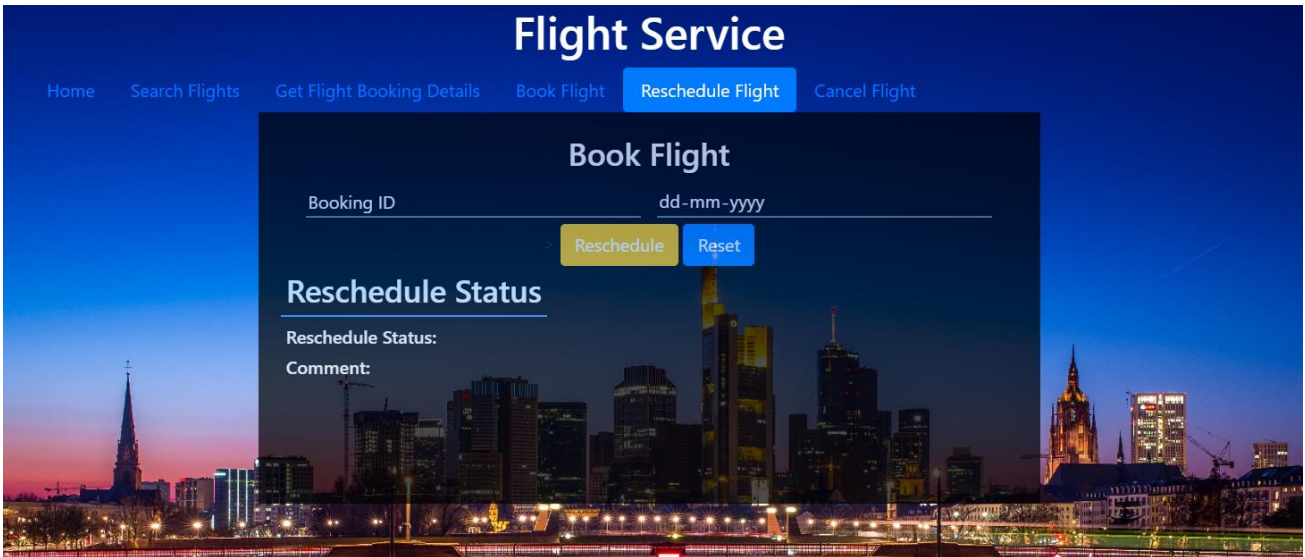 Flight Service
Home Search Flights Get Flight Booking Details Book Flight Reschedule Flight Cancel Flight
Book Flight
Booking ID dd-mm-yyyy
> Reschedule Reset
Reschedule Status
Reschedule Status:
Comment: